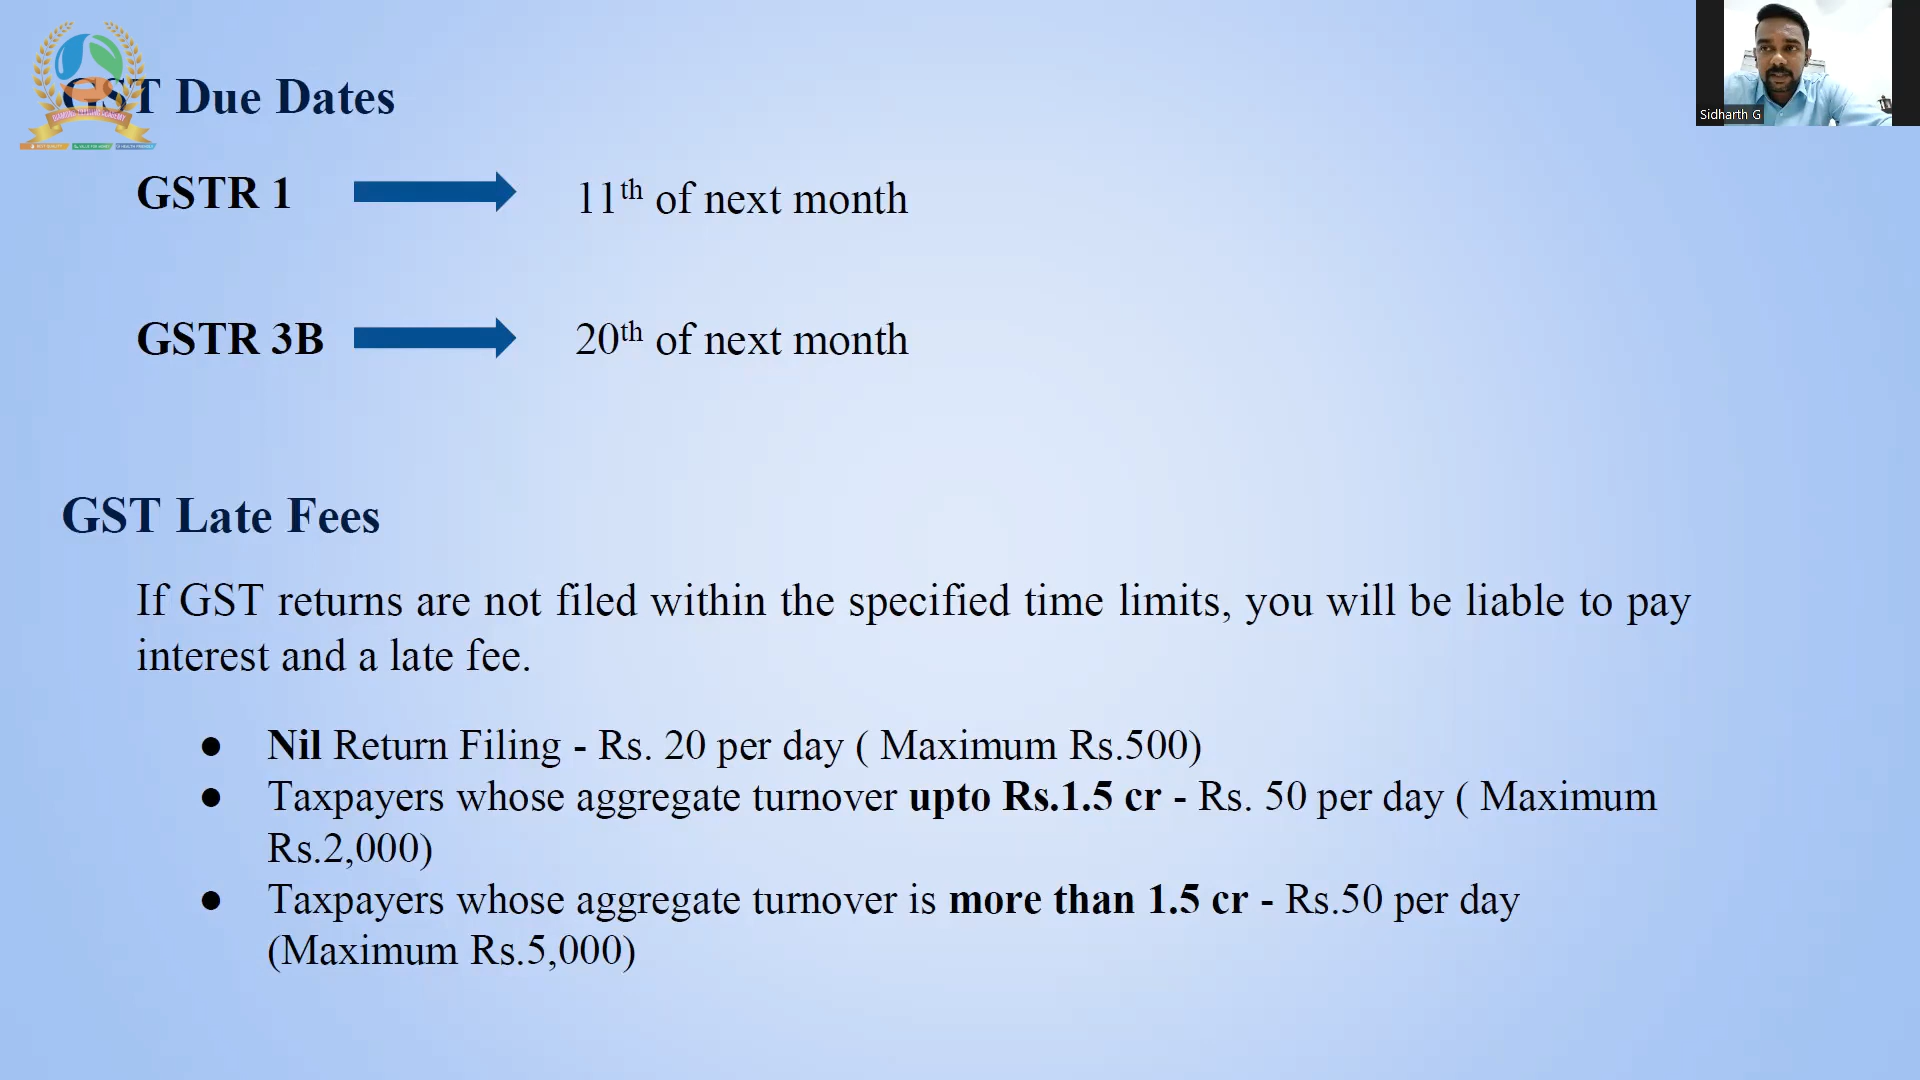 GST Due Dates
Sidharth G
GSTR 1
11th of next month
GSTR 3B
20th of next month
GST Late Fees
If GST returns are not filed within the specified time limits, you will be liable to pay
interest and a late fee.
● Nil Return Filing - Rs. 20 per day ( Maximum Rs.500)
● Taxpayers whose aggregate turnover upto Rs.1.5 cr - Rs. 50 per day ( Maximum
Rs.2,000)
● Taxpayers whose aggregate turnover is more than 1.5 cr - Rs.50 per day
(Maximum Rs.5,000)